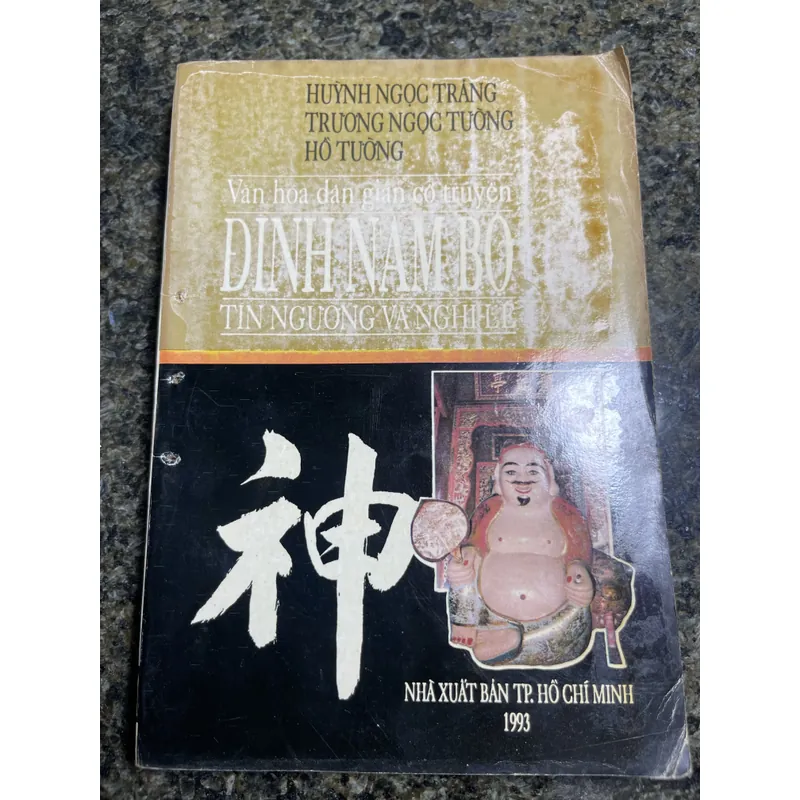 HUỲNH NGỌC TRẢNG
TRƯƠNG NGỌC TƯỜNG
HỒ TƯỜNG
Văn hóa dân gian cổ truyền
ĐÌNH NAM BỘ
TÍN NGƯỠNG VÀ NGHI LỄ
亭
神
NHÀ XUẤT BẢN TP. HỒ CHÍ MINH
1993